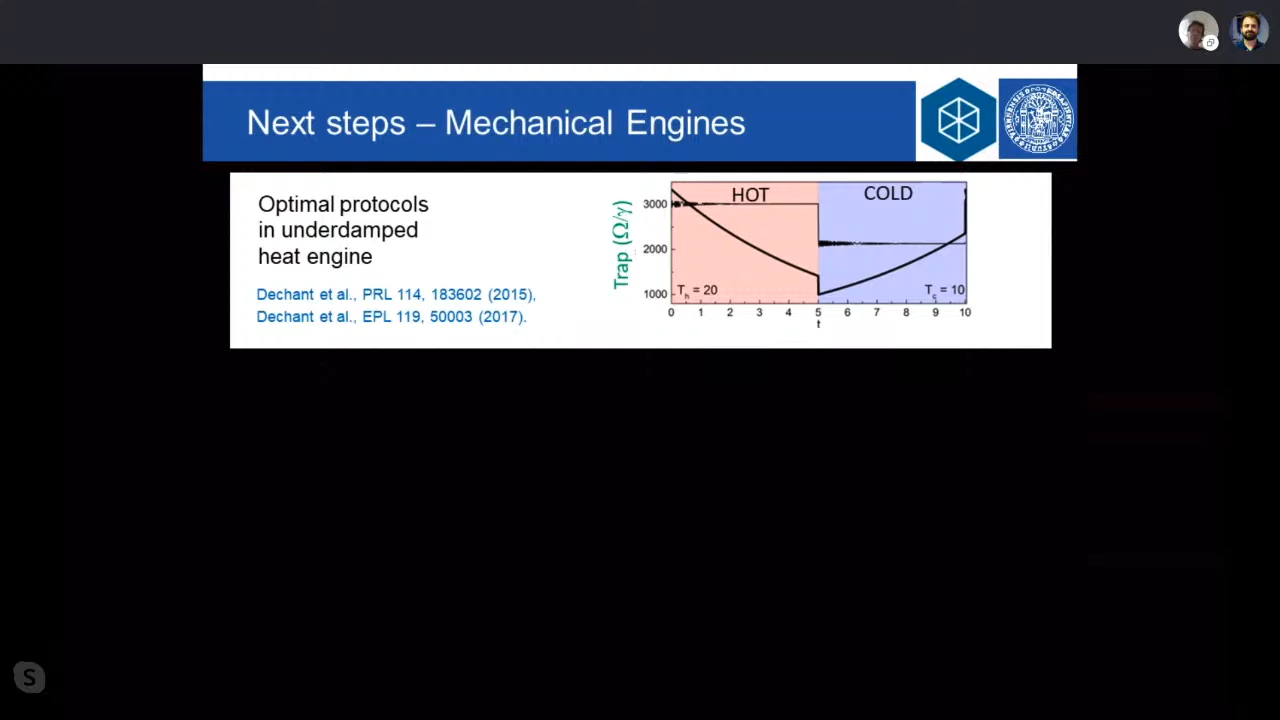 Next steps – Mechanical Engines
Optimal protocols
in underdamped
heat engine
Dechant et al., PRL 114, 183602 (2015),
Dechant et al., EPL 119, 50003 (2017).
Trap (Ω/γ)
3000
2000
1000
HOT
COLD
Th = 20
Tc = 10
0 1 2 3 4 5 6 7 8 9 10
t
S